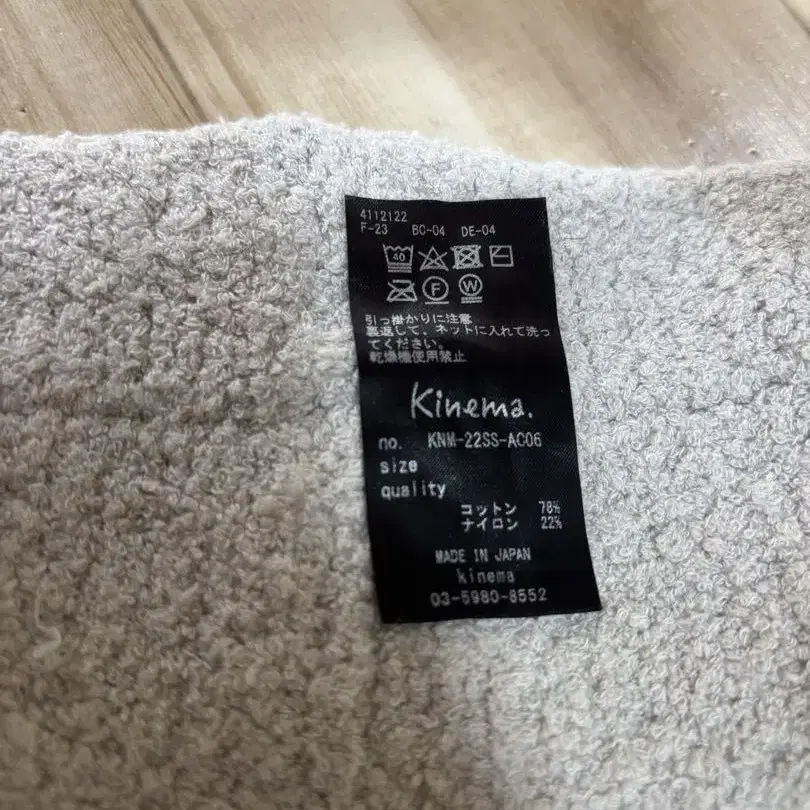 4112122
F-23 BC-04 DE-04
40
F W
引っ掛かりに注意
裏返して、ネットに入れて洗っ
てください。
乾燥機使用禁止
Kinema.
no. KNM-22SS-AC06
size
quality
コットン 78%
ナイロン 22%
MADE IN JAPAN
kinema
03-5980-8552